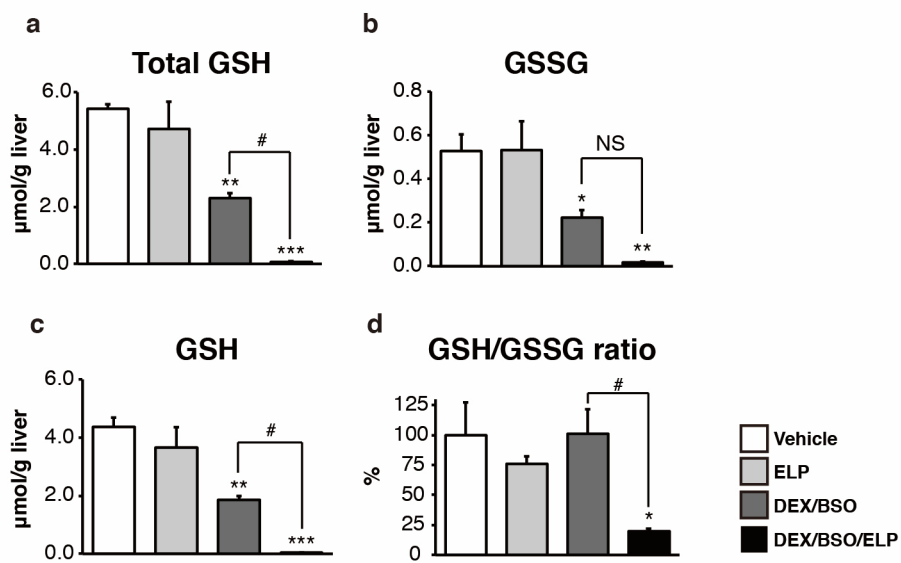 a
Total GSH
µmol/g liver
6.0
4.0
2.0
0.0
**
#
***
b
GSSG
µmol/g liver
0.8
0.6
0.4
0.2
0.0
*
NS
**
c
GSH
µmol/g liver
6.0
4.0
2.0
0.0
**
#
***
d
GSH/GSSG ratio
%
125
100
75
50
25
0
#
*
Vehicle
ELP
DEX/BSO
DEX/BSO/ELP